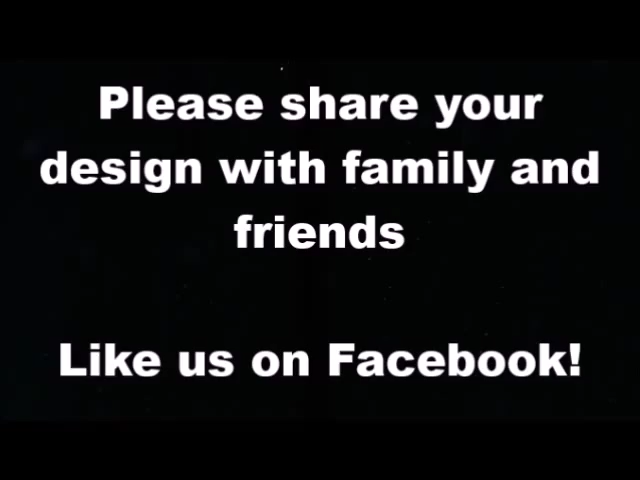 Please share your
design with family and
friends
Like us on Facebook!